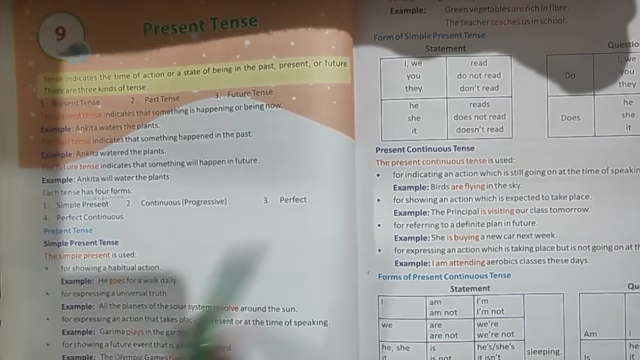 9
Present Tense
Tense indicates the time of action or a state of being in the past, present, or future
There are three kinds of tense.
1. Present Tense 2. Past Tense 3. Future Tense
present tense indicates that something is happening or being now.
Example: Ankita waters the plants.
tense indicates that something happened in the past.
Example: Ankita watered the plants.
future tense indicates that something will happen in future.
Example: Ankita will water the plants.
Each tense has four forms:
1. Simple Present 2. Continuous (Progressive) 3. Perfect
4. Perfect Continuous
Present Tense
Simple Present Tense
The simple present is used:
• for showing a habitual action.
Example: He goes for a walk daily
• for expressing a universal truth.
Example: All the planets of the solar system revolve around the sun.
• for expressing an action that takes present or at the time of speaking.
Example: Garima plays in the
• for showing a future event that is
Example: The Olympic Games
Example: Green vegetables are rich in fibre.
The teacher teaches us in school.
Form of Simple Present Tense
Statement
I, we read
you do not read
they don't read
he reads
she does not read
it doesn't read
Do
I, we
you
they
Does
he
she
it
Present Continuous Tense
The present continuous tense is used:
• for indicating an action which is still going on at the time of
Example: Birds are flying in the sky.
• for showing an action which is expected to take place.
Example: The Principal is visiting our class tomorrow.
• for referring to a definite plan in future.
Example: She is buying a new car next week.
• for expressing an action which is taking place but is not going on at
Example: I am attending aerobics classes these days.
Forms of Present Continuous Tense
Statement
I am I'm
am not I'm not
we are we're
are not we're not
he, she is he's/she's
it is not it isn't
sleeping
Am I
Is he